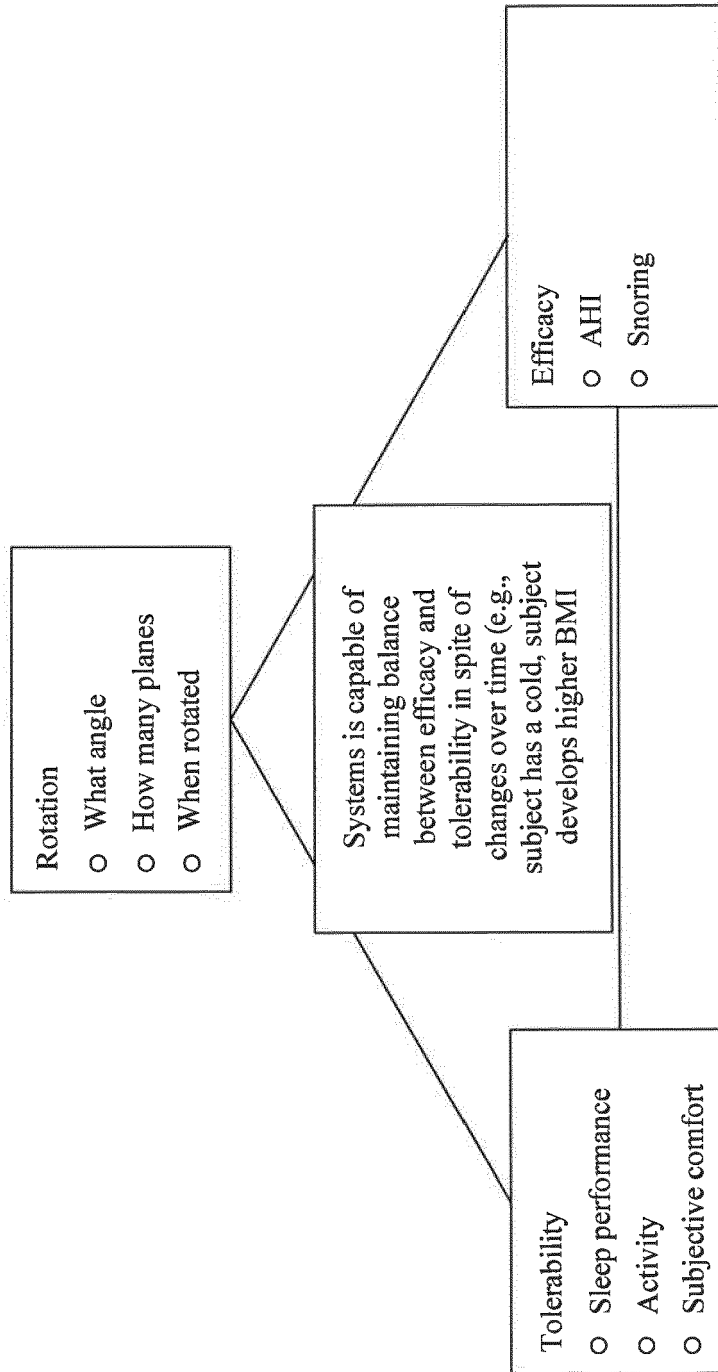 Rotation
○ What angle
○ How many planes
○ When rotated
Systems is capable of
maintaining balance
between efficacy and
tolerability in spite of
changes over time (e.g.,
subject has a cold, subject
develops higher BMI
Tolerability
○ Sleep performance
○ Activity
○ Subjective comfort
Efficacy
○ AHI
○ Snoring